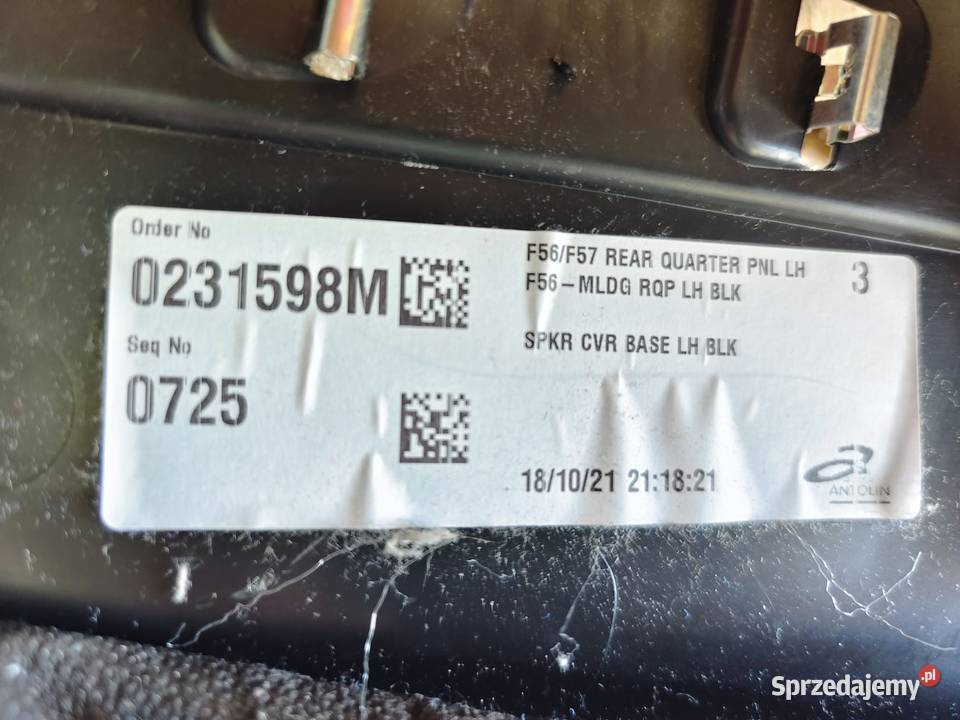 Order No
0231598M
Seq No
0725
F56/F57 REAR QUARTER PNL LH
F56-MLDG RQP LH BLK
3
SPKR CVR BASE LH BLK
18/10/21 21:18:21
ANTOLIN
Sprzedajemy.pl